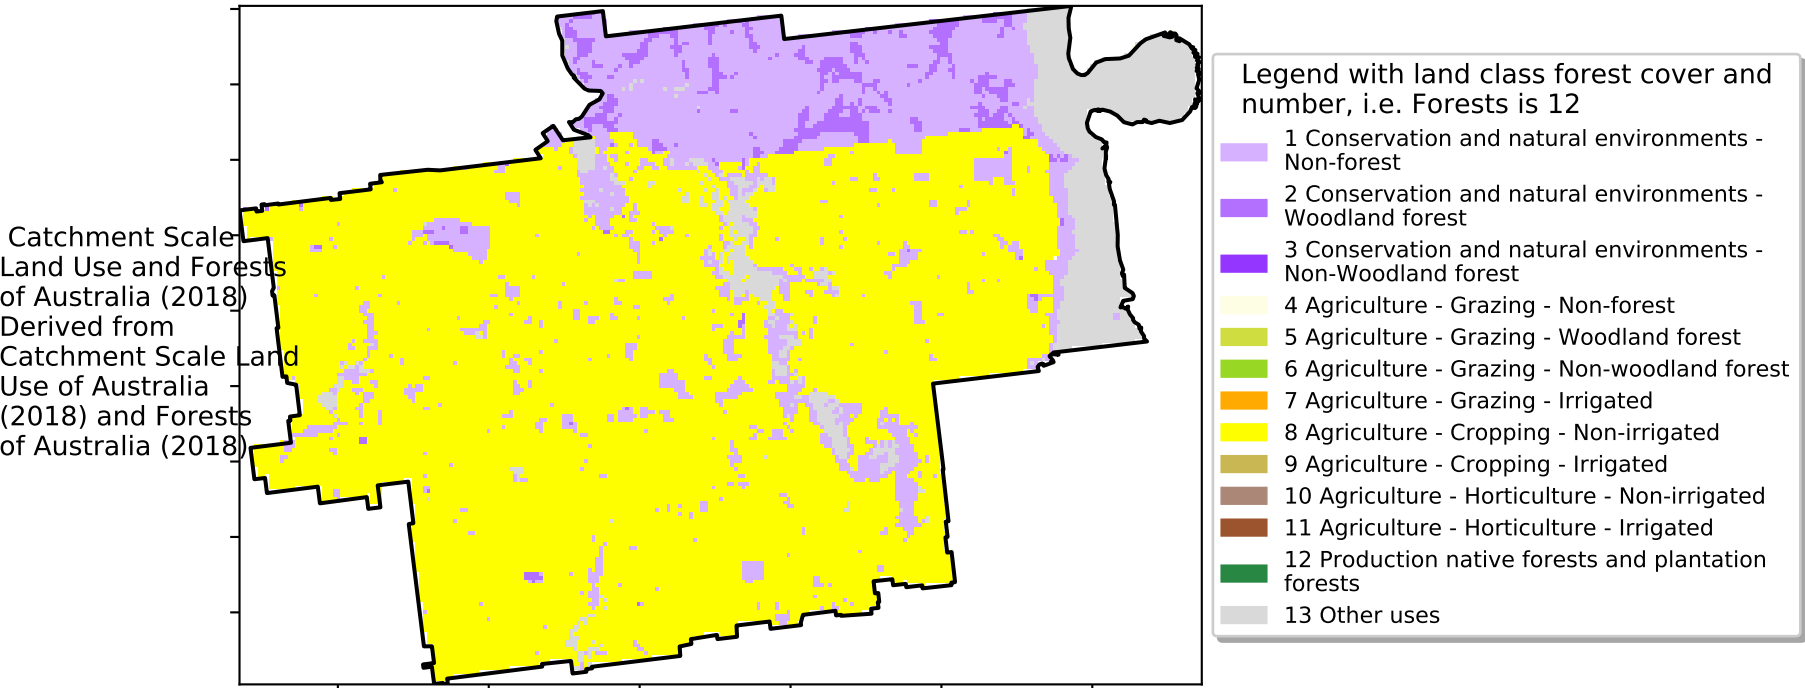 Catchment Scale
Land Use and Forests
of Australia (2018)
Derived from
Catchment Scale Land
Use of Australia
(2018) and Forests
of Australia (2018)
Legend with land class forest cover and
number, i.e. Forests is 12
1 Conservation and natural environments -
Non-forest
2 Conservation and natural environments -
Woodland forest
3 Conservation and natural environments -
Non-Woodland forest
4 Agriculture - Grazing - Non-forest
5 Agriculture - Grazing - Woodland forest
6 Agriculture - Grazing - Non-woodland forest
7 Agriculture - Grazing - Irrigated
8 Agriculture - Cropping - Non-irrigated
9 Agriculture - Cropping - Irrigated
10 Agriculture - Horticulture - Non-irrigated
11 Agriculture - Horticulture - Irrigated
12 Production native forests and plantation
forests
13 Other uses